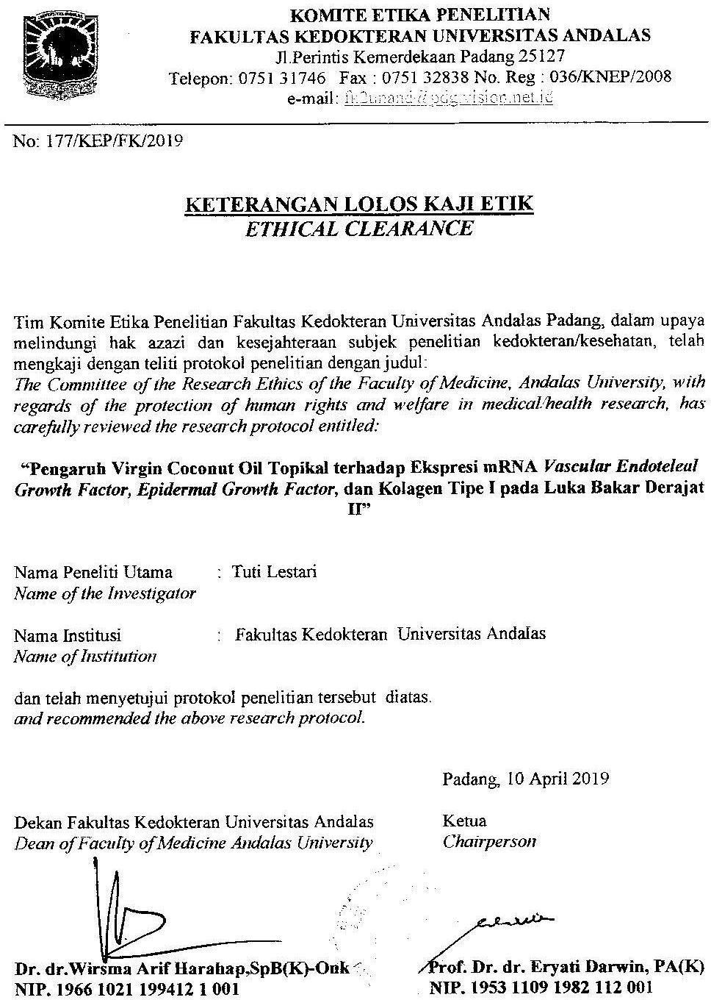 KOMITE ETIKA PENELITIAN
FAKULTAS KEDOKTERAN UNIVERSITAS ANDALAS
Jl.Perintis Kemerdekaan Padang 25127
Telepon: 0751 31746 Fax : 0751 32838 No. Reg : 036/KNEP/2008
e-mail:
No: 177/KEP/FK/2019
KETERANGAN LOLOS KAJI ETIK
ETHICAL CLEARANCE
Tim Komite Etika Penelitian Fakultas Kedokteran Universitas Andalas Padang, dalam upaya
melindungi hak azazi dan kesejahteraan subjek penelitian kedokteran/kesehatan, telah
mengkaji dengan teliti protokol penelitian dengan judul:
The Committee of the Research Ethics of the Faculty of Medicine, Andalas University, with
regards of the protection of human rights and welfare in medical/health research, has
carefully reviewed the research protocol entitled:
“Pengaruh Virgin Coconut Oil Topikal terhadap Ekspresi mRNA Vascular Endoteleul
Growth Factor, Epidermal Growth Factor, dan Kolagen Tipe I pada Luka Bakar Derajat
II”
Nama Peneliti Utama : Tuti Lestari
Name of the Investigator
Nama Institusi : Fakultas Kedokteran Universitas Andalas
Name of Institution
dan telah menyetujui protokol penelitian tersebut diatas.
and recommended the above research protocol.
Padang, 10 April 2019
Dekan Fakultas Kedokteran Universitas Andalas
Dean of Faculty of Medicine Andalas University
Ketua
Chairperson
Dr. dr.Wirsma Arif Harahap,SpB(K)-Onk
NIP. 1966 1021 199412 1 001
Prof. Dr. dr. Eryati Darwin, PA(K)
NIP. 1953 1109 1982 112 001